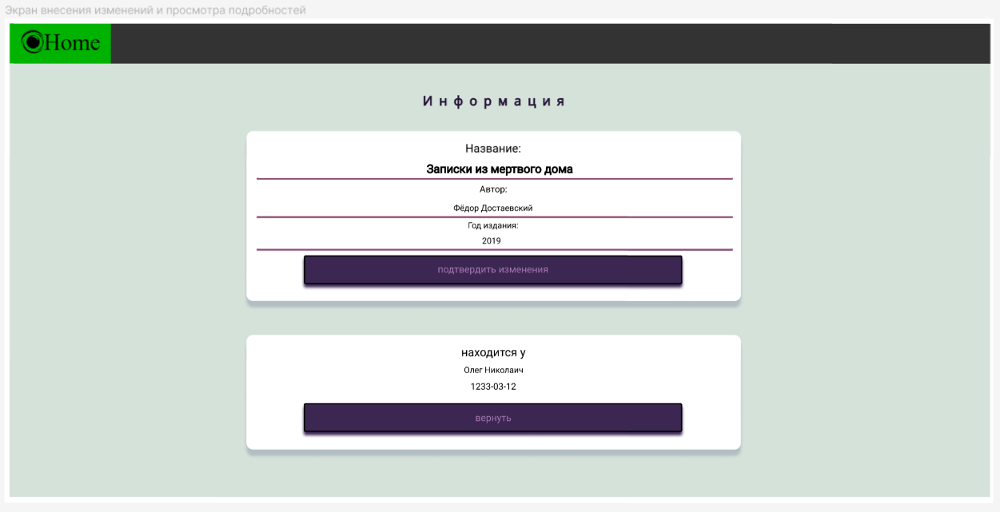 Экран внесения изменений и просмотра подробностей
Home
Информация
Название:
Записки из мертвого дома
Автор:
Фёдор Достаевский
Год издания:
2019
подтвердить изменения
находится у
Олег Николаич
1233-03-12
вернуть